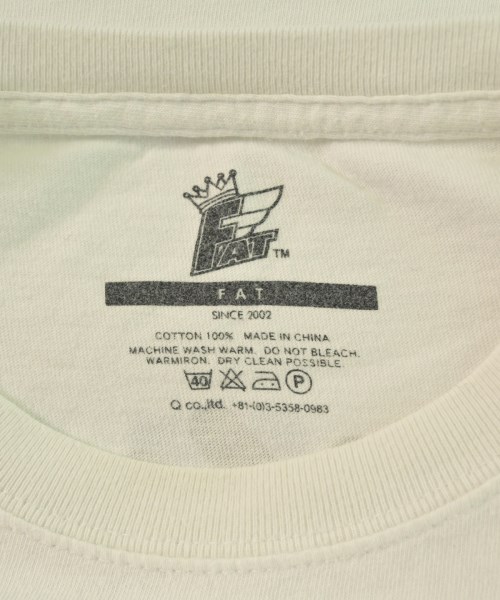 FAT™
FAT
SINCE 2002
COTTON 100% MADE IN CHINA
MACHINE WASH WARM. DO NOT BLEACH.
WARMIRON. DRY CLEAN POSSIBLE.
40 P
Q co.,ltd. +81-(0)3-5358-0983